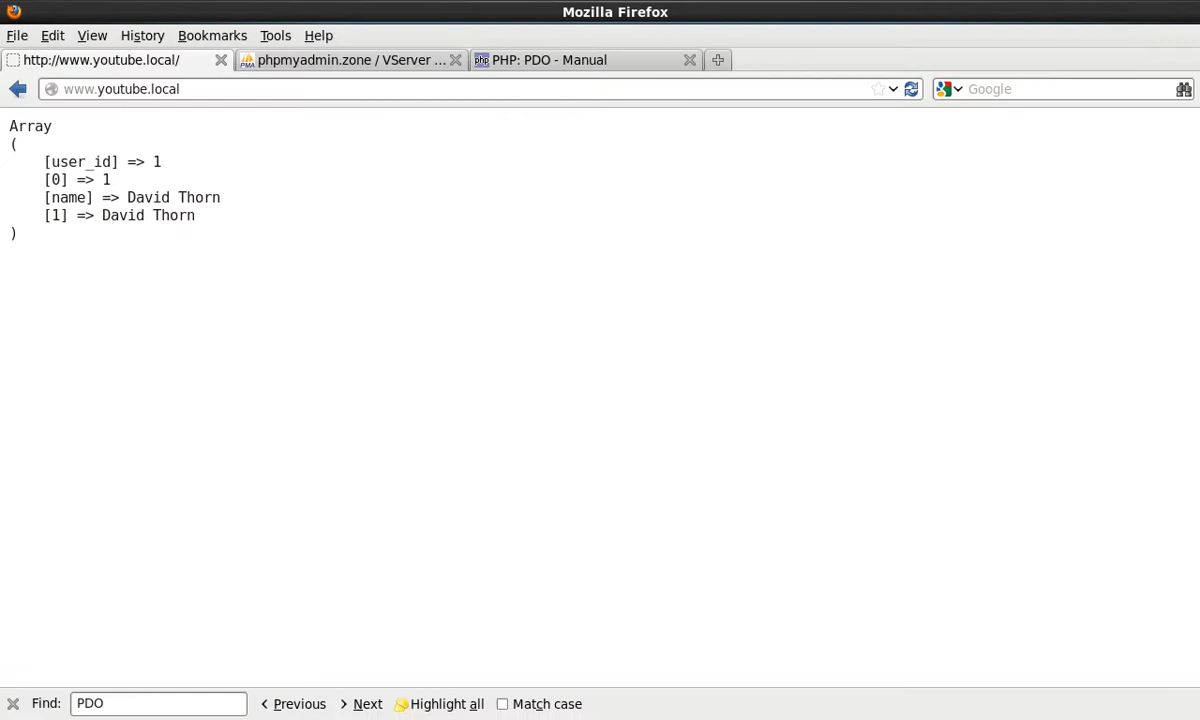 Mozilla Firefox
File Edit View History Bookmarks Tools Help
http://www.youtube.local/ phpmyadmin.zone / VServer ... php PHP: PDO - Manual
www.youtube.local Google
Array
(
[user_id] => 1
[0] => 1
[name] => David Thorn
[1] => David Thorn
)
Find: PDO Previous Next Highlight all Match case